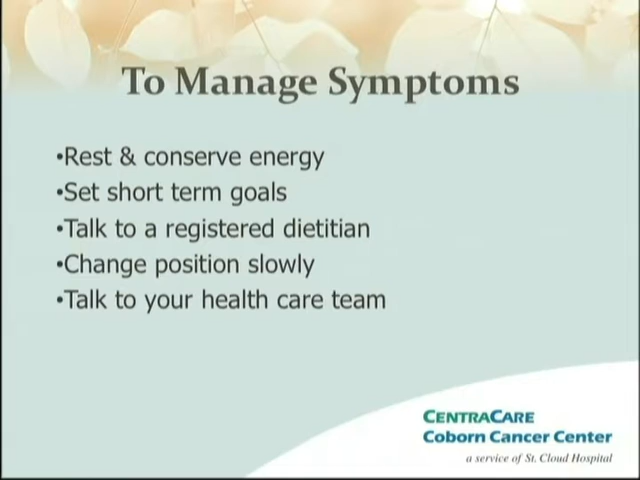 To Manage Symptoms
•Rest & conserve energy
•Set short term goals
•Talk to a registered dietitian
•Change position slowly
•Talk to your health care team
CENTRACARE
Coborn Cancer Center
a service of St. Cloud Hospital